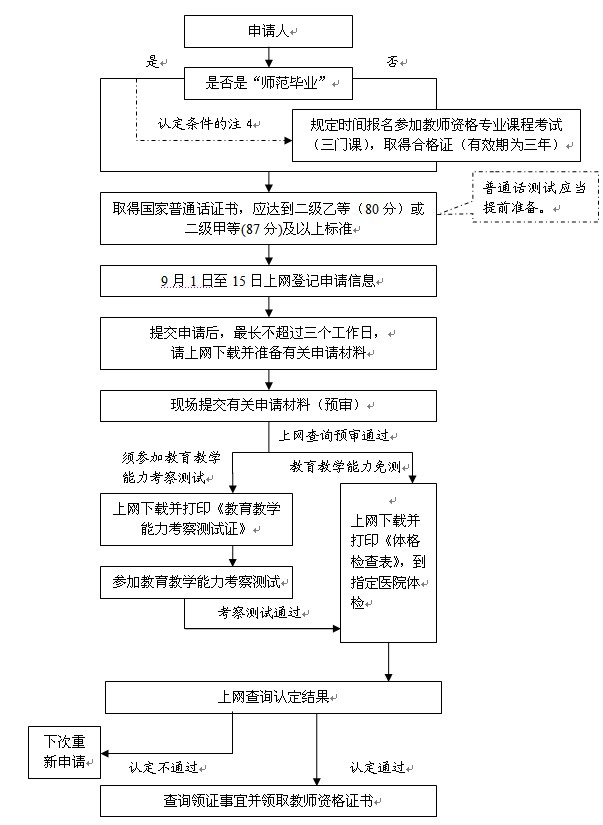 申请人
是
否
是否是“师范毕业”
认定条件的注 4
规定时间报名参加教师资格专业课程考试
（三门课），取得合格证（有效期为三年）
普通话测试应当
提前准备。
取得国家普通话证书，应达到二级乙等（80 分）或
二级甲等(87 分)及以上标准
9 月 1 日至 15 日上网登记申请信息
提交申请后，最长不超过三个工作日，
请上网下载并准备有关申请材料
现场提交有关申请材料（预审）
上网查询预审通过
须参加教育教学
能力考察测试
教育教学能力免测
上网下载并打印《教育教学
能力考察测试证》
上网下载并
打印《体格
检查表》，到
指定医院体
检
参加教育教学能力考察测试
考察测试通过
上网查询认定结果
下次重
新申请
认定不通过
认定通过
查询领证事宜并领取教师资格证书